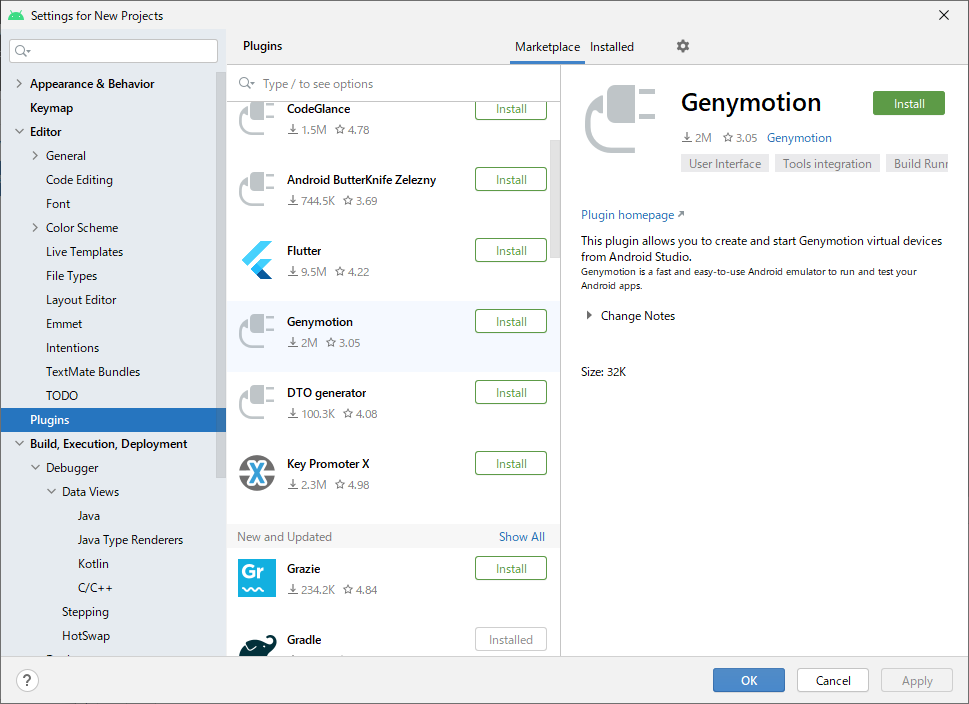 Settings for New Projects
Appearance & Behavior
Keymap
Editor
General
Code Editing
Font
Color Scheme
Live Templates
File Types
Layout Editor
Emmet
Intentions
TextMate Bundles
TODO
Plugins
Build, Execution, Deployment
Debugger
Data Views
Java
Java Type Renderers
Kotlin
C/C++
Stepping
HotSwap
Plugins
Marketplace
Installed
Type / to see options
CodeGlance
Install
1.5M 4.78
Android ButterKnife Zelezny
Install
744.5K 3.69
Flutter
Install
9.5M 4.22
Genymotion
Install
2M 3.05
DTO generator
Install
100.3K 4.08
Key Promoter X
Install
2.3M 4.98
New and Updated
Show All
Gr
Grazie
Install
234.2K 4.84
Gradle
Installed
Genymotion
Install
2M 3.05 Genymotion
User Interface
Tools integration
Build Runn
Plugin homepage
This plugin allows you to create and start Genymotion virtual devices
from Android Studio.
Genymotion is a fast and easy-to-use Android emulator to run and test your
Android apps.
Change Notes
Size: 32K
?
OK
Cancel
Apply